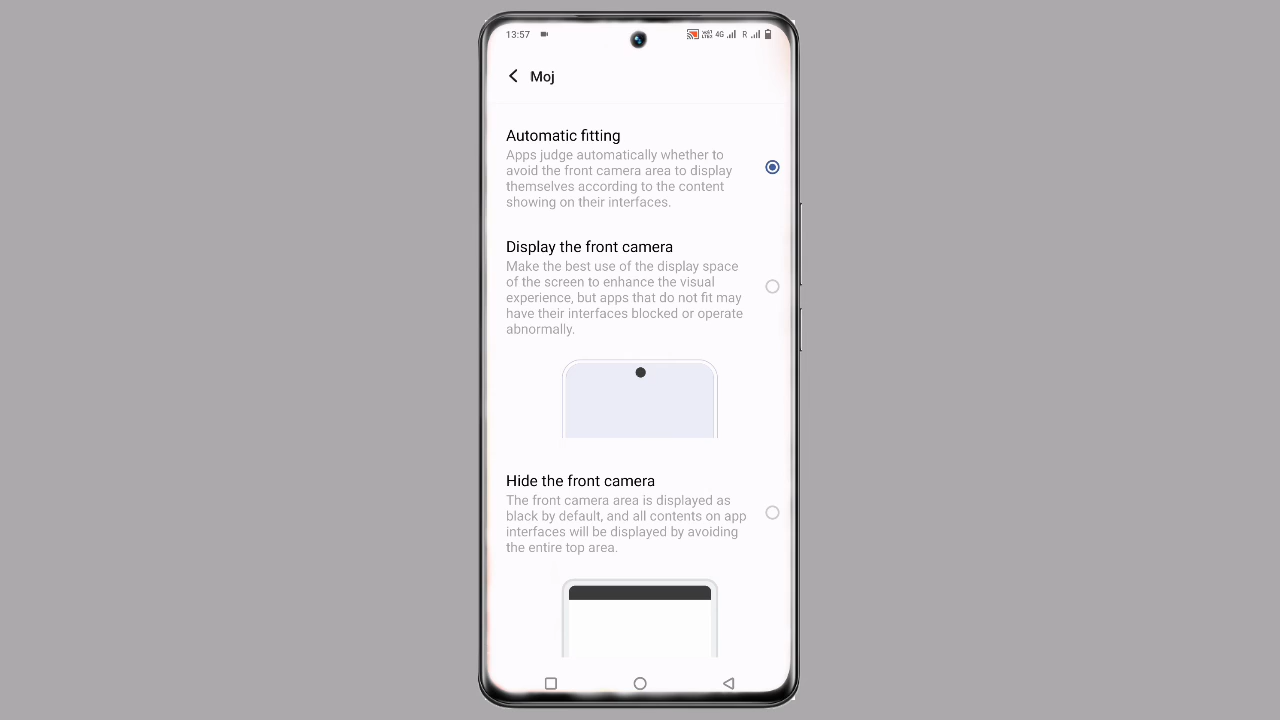 13:57
4G R
Moj
Automatic fitting
Apps judge automatically whether to
avoid the front camera area to display
themselves according to the content
showing on their interfaces.
Display the front camera
Make the best use of the display space
of the screen to enhance the visual
experience, but apps that do not fit may
have their interfaces blocked or operate
abnormally.
Hide the front camera
The front camera area is displayed as
black by default, and all contents on app
interfaces will be displayed by avoiding
the entire top area.